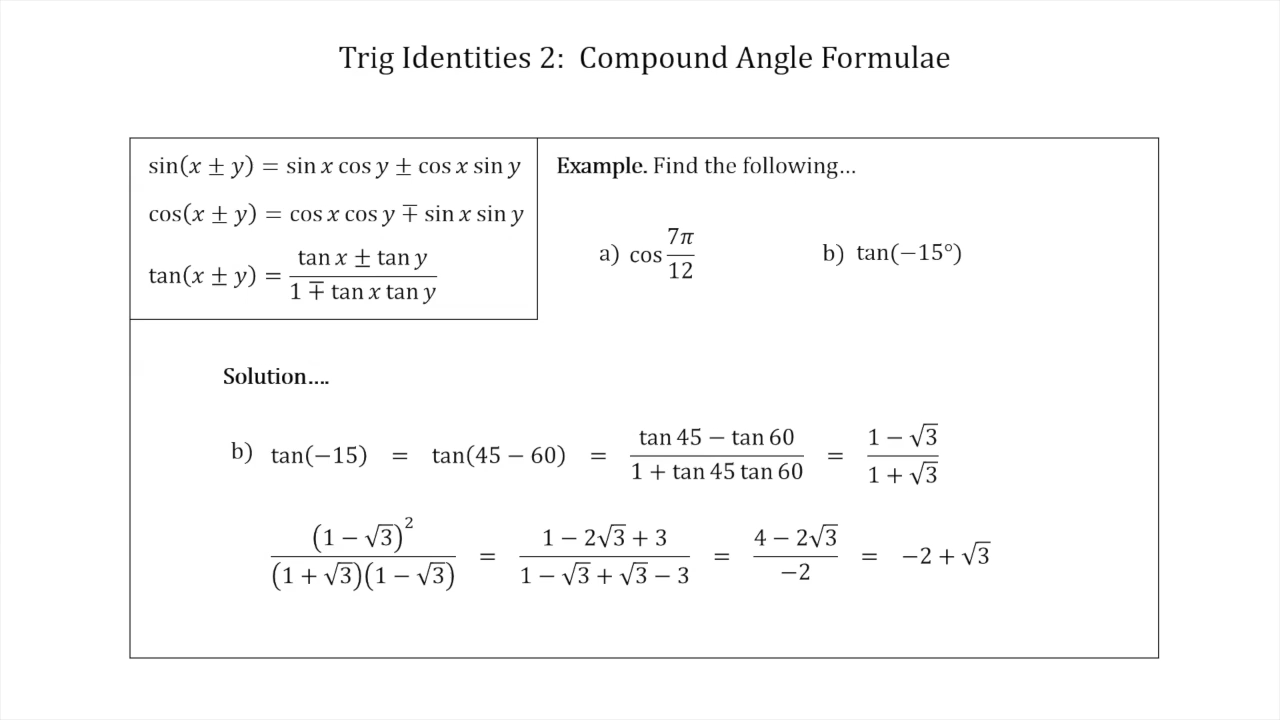 Trig Identities 2: Compound Angle Formulae
sin(x ± y) = sin x cos y ± cos x sin y
cos(x ± y) = cos x cos y ∓ sin x sin y
tan(x ± y) = (tan x ± tan y) / (1 ∓ tan x tan y)
Example. Find the following…
a) cos 7π/12 b) tan(−15°)
Solution….
b) tan(−15) = tan(45 − 60) = (tan 45 − tan 60) / (1 + tan 45 tan 60) = (1 − √3) / (1 + √3)
(1 − √3)² / (1 + √3)(1 − √3) = (1 − 2√3 + 3) / (1 − √3 + √3 − 3) = (4 − 2√3) / −2 = −2 + √3